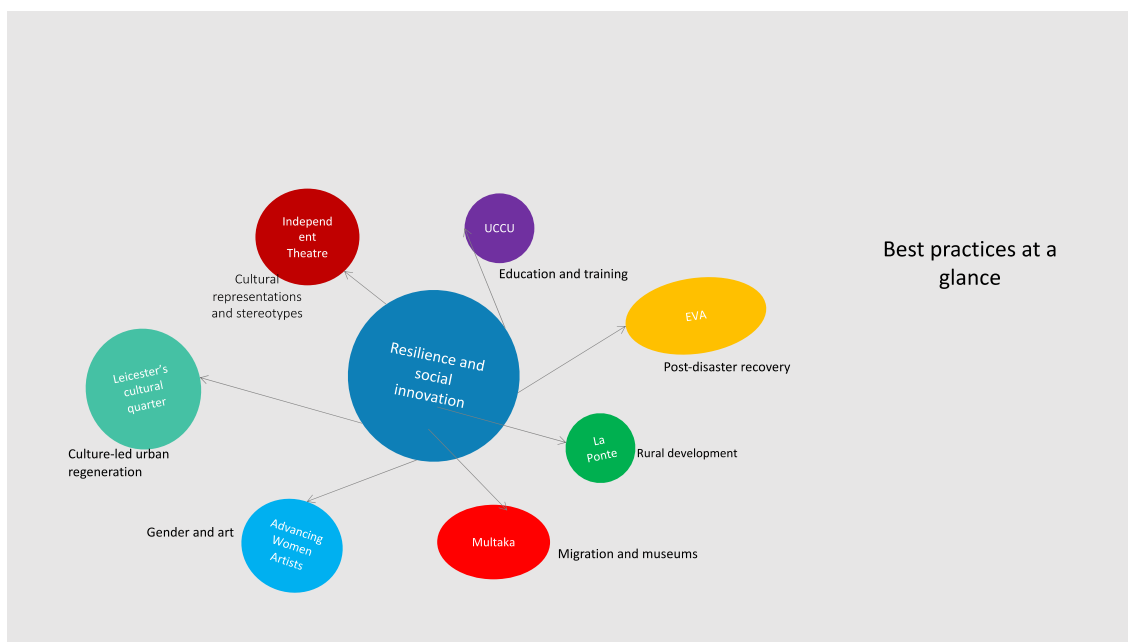 Independ
ent
Theatre
Cultural
representations
and stereotypes
UCCU
Education and training
Best practices at a
glance
EVA
Post-disaster recovery
Resilience and
social
innovation
Leicester's
cultural
quarter
Culture-led urban
regeneration
La
Ponte
Rural development
Gender and art
Advancing
Women
Artists
Multaka
Migration and museums